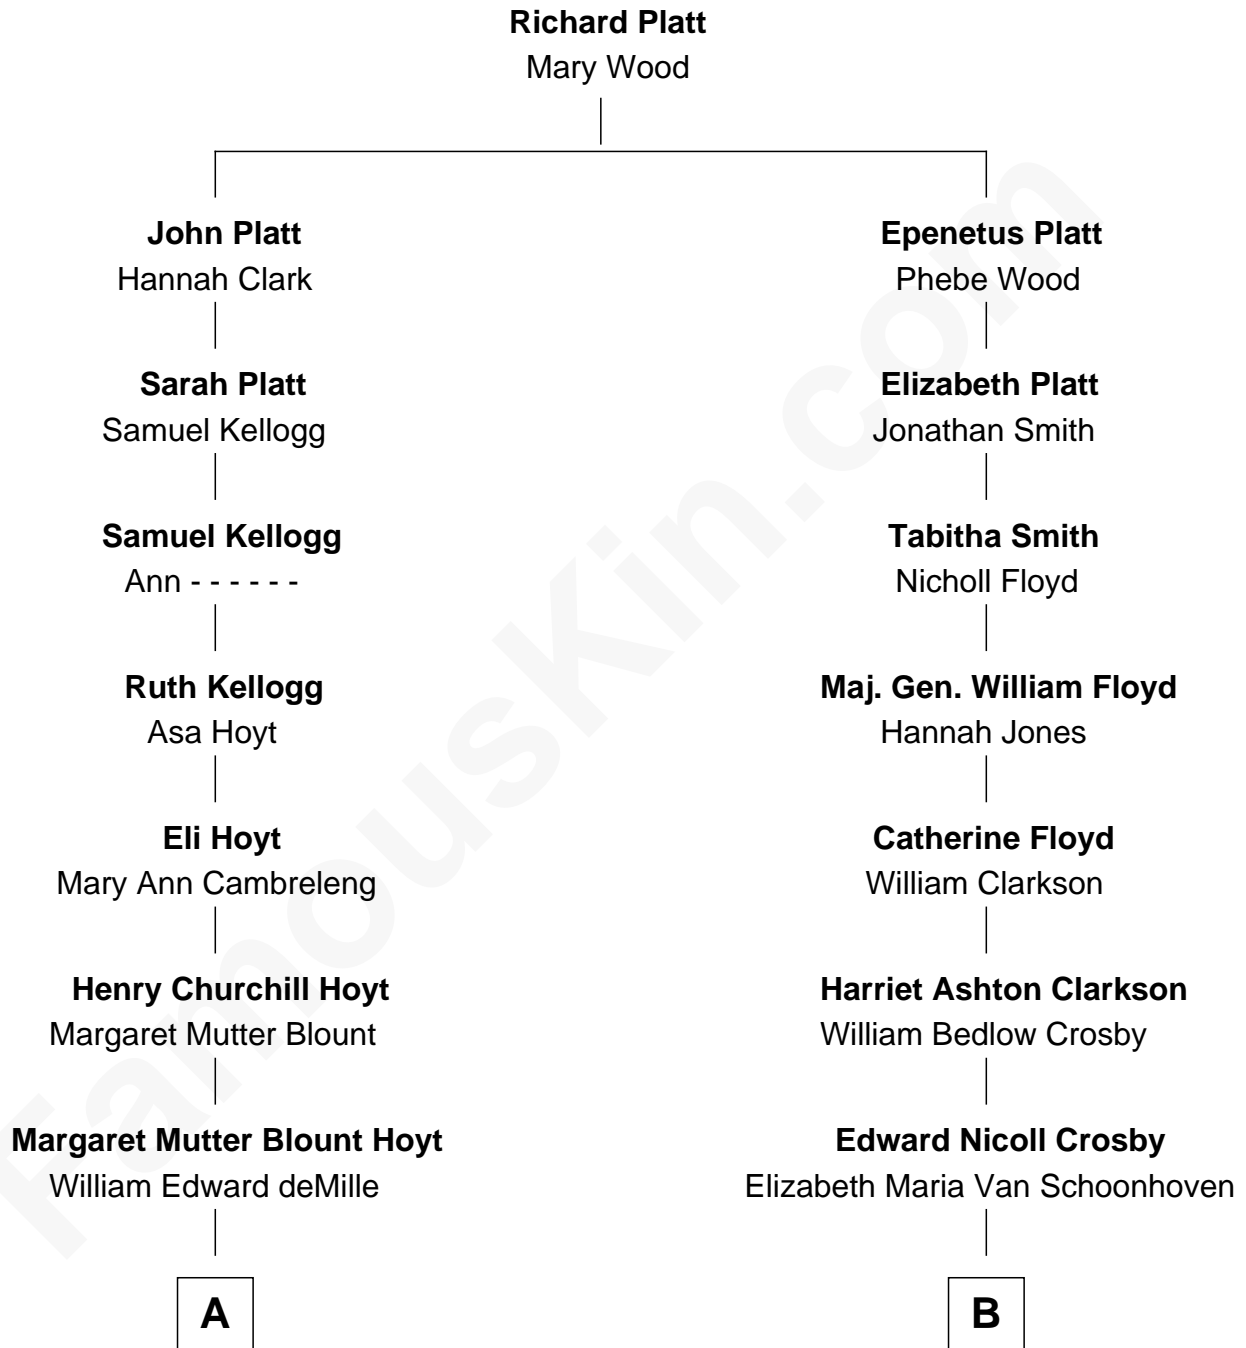 Richard Platt
Mary Wood
John Platt
Hannah Clark
Epenetus Platt
Phebe Wood
Sarah Platt
Samuel Kellogg
Elizabeth Platt
Jonathan Smith
Samuel Kellogg
Ann - - - - - -
Tabitha Smith
Nicholl Floyd
Ruth Kellogg
Asa Hoyt
Maj. Gen. William Floyd
Hannah Jones
Eli Hoyt
Mary Ann Cambreleng
Catherine Floyd
William Clarkson
Henry Churchill Hoyt
Margaret Mutter Blount
Harriet Ashton Clarkson
William Bedlow Crosby
Margaret Mutter Blount Hoyt
William Edward deMille
Edward Nicoll Crosby
Elizabeth Maria Van Schoonhoven
A
B
FamousKin.com